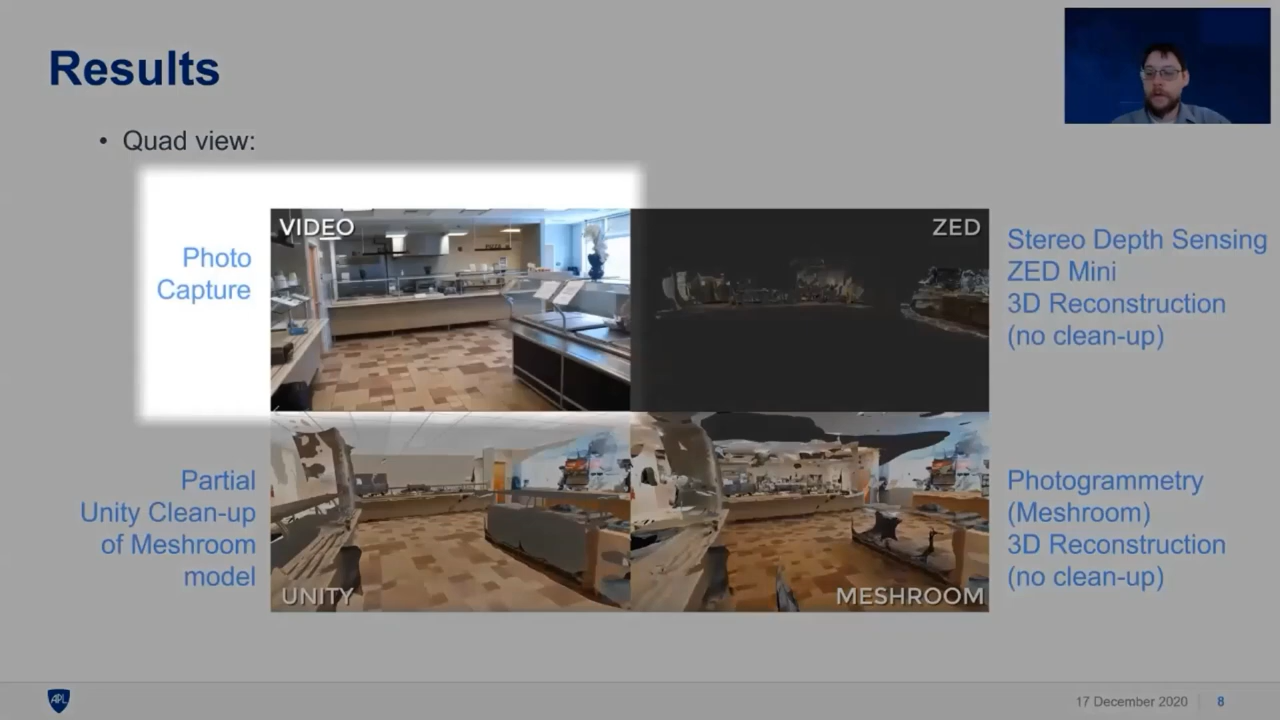 Results
• Quad view:
Photo
Capture
VIDEO
ZED
Stereo Depth Sensing
ZED Mini
3D Reconstruction
(no clean-up)
Partial
Unity Clean-up
of Meshroom
model
UNITY
MESHROOM
Photogrammetry
(Meshroom)
3D Reconstruction
(no clean-up)
APL
17 December 2020
8